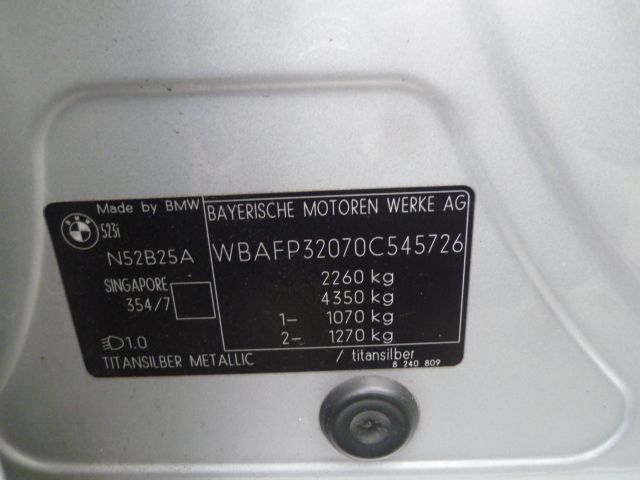 Made by BMW
BMW
523i
N52B25A
SINGAPORE
354/7
1.0
TITANSILBER METALLIC
BAYERISCHE MOTOREN WERKE AG
WBAFP32070C545726
2260 kg
4350 kg
1- 1070 kg
2- 1270 kg
/ titansilber
8 240 809